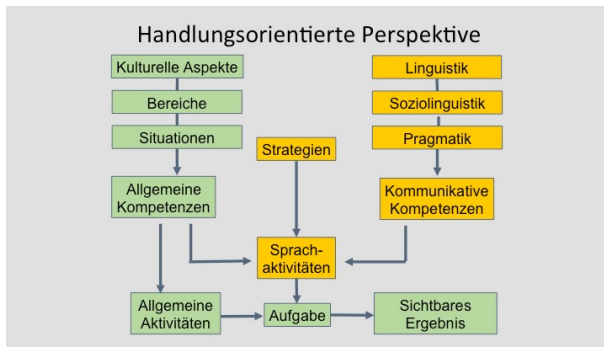 Handlungsorientierte Perspektive
Kulturelle Aspekte
Bereiche
Situationen
Allgemeine
Kompetenzen
Linguistik
Soziolinguistik
Pragmatik
Kommunikative
Kompetenzen
Strategien
Sprach-
aktivitäten
Allgemeine
Aktivitäten
Aufgabe
Sichtbares
Ergebnis